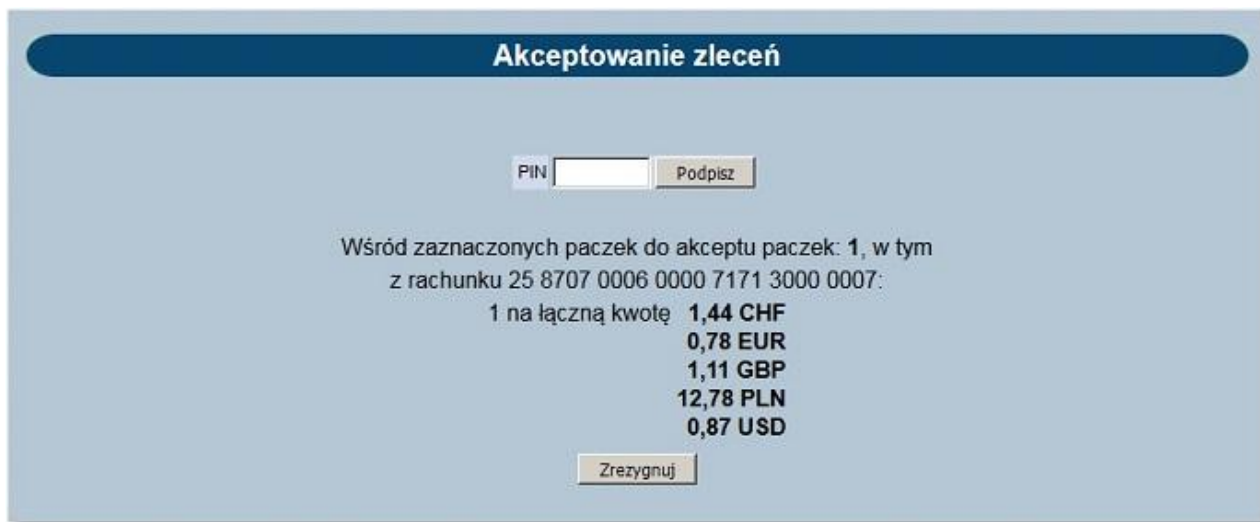 Akceptowanie zleceń
PIN Podpisz
Wśród zaznaczonych paczek do akceptu paczek: 1, w tym
z rachunku 25 8707 0006 0000 7171 3000 0007:
1 na łączną kwotę 1,44 CHF
0,78 EUR
1,11 GBP
12,78 PLN
0,87 USD
Zrezygnuj